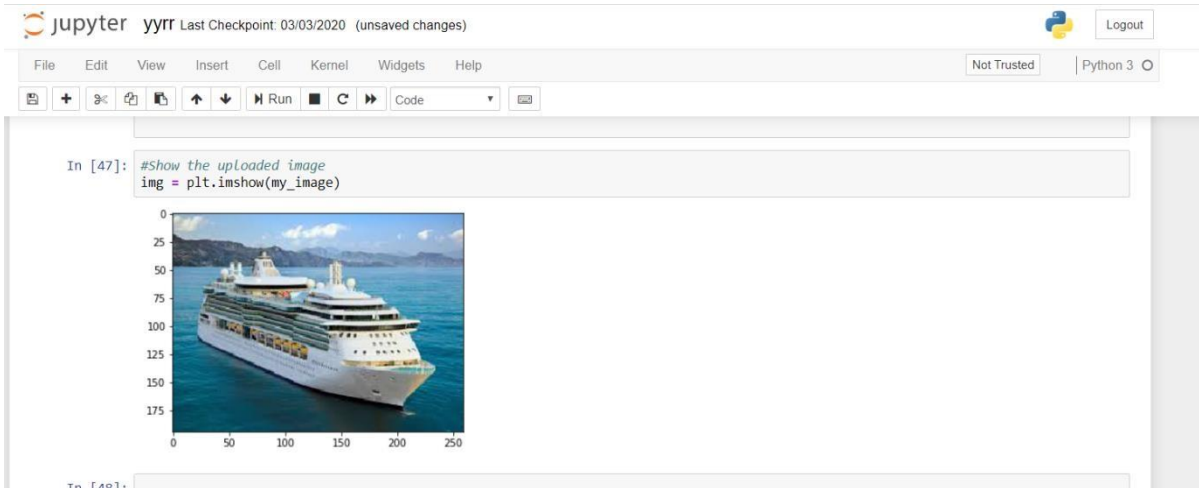 jupyter yyrr Last Checkpoint: 03/03/2020 (unsaved changes) Logout
File Edit View Insert Cell Kernel Widgets Help Not Trusted Python 3
Run Code
In [47]: #Show the uploaded image
img = plt.imshow(my_image)
0
25
50
75
100
125
150
175
0 50 100 150 200 250
In [48]: